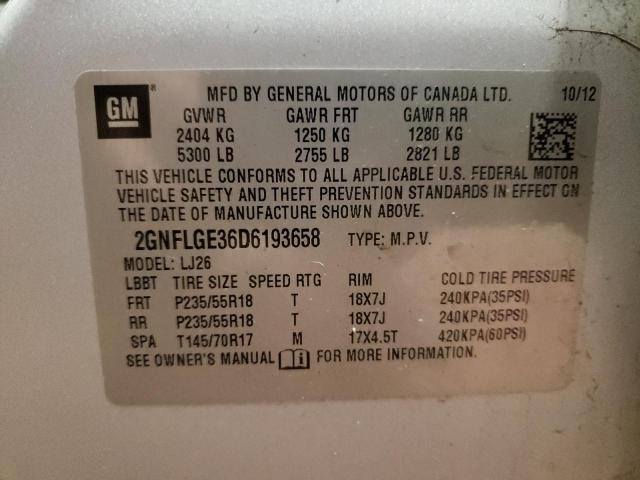 GM ® MFD BY GENERAL MOTORS OF CANADA LTD. 10/12
GVWR GAWR FRT GAWR RR
2404 KG 1250 KG 1280 KG
5300 LB 2755 LB 2821 LB
THIS VEHICLE CONFORMS TO ALL APPLICABLE U.S. FEDERAL MOTOR
VEHICLE SAFETY AND THEFT PREVENTION STANDARDS IN EFFECT ON
THE DATE OF MANUFACTURE SHOWN ABOVE.
2GNFLGE36D6193658 TYPE: M.P.V.
MODEL: LJ26
LBBT TIRE SIZE SPEED RTG RIM COLD TIRE PRESSURE
FRT P235/55R18 T 18X7J 240KPA(35PSI)
RR P235/55R18 T 18X7J 240KPA(35PSI)
SPA T145/70R17 M 17X4.5T 420KPA(60PSI)
SEE OWNER'S MANUAL FOR MORE INFORMATION.